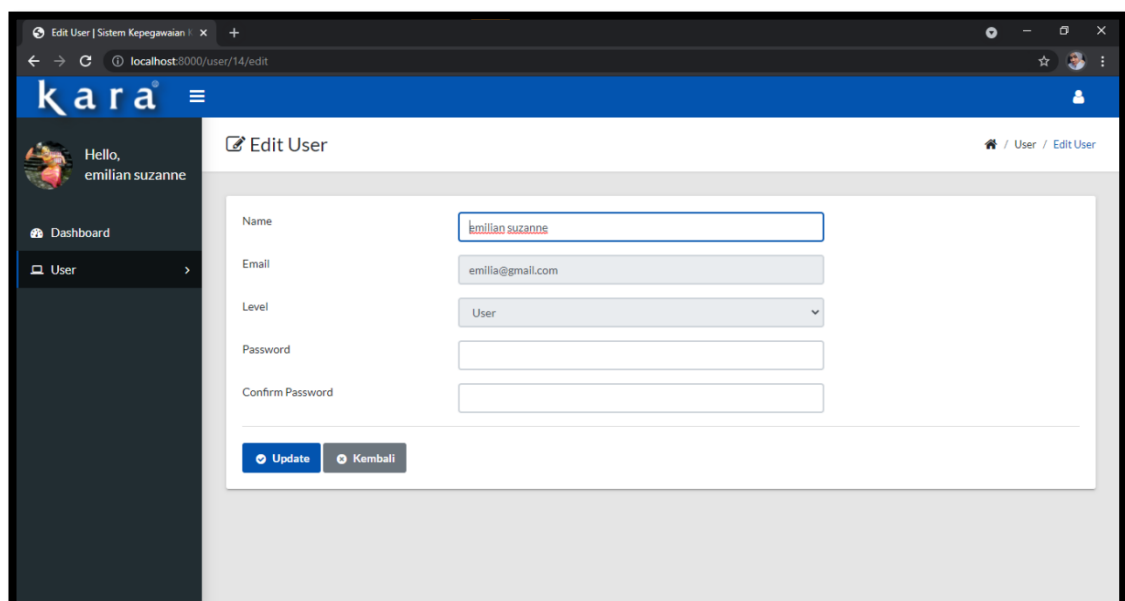 Edit User | Sistem Kepegawaian
localhost:8000/user/14/edit
kara®
Hello,
emilian suzanne
Dashboard
User
Edit User
/ User / Edit User
Name
emilian suzanne
Email
emilia@gmail.com
Level
User
Password
Confirm Password
Update
Kembali